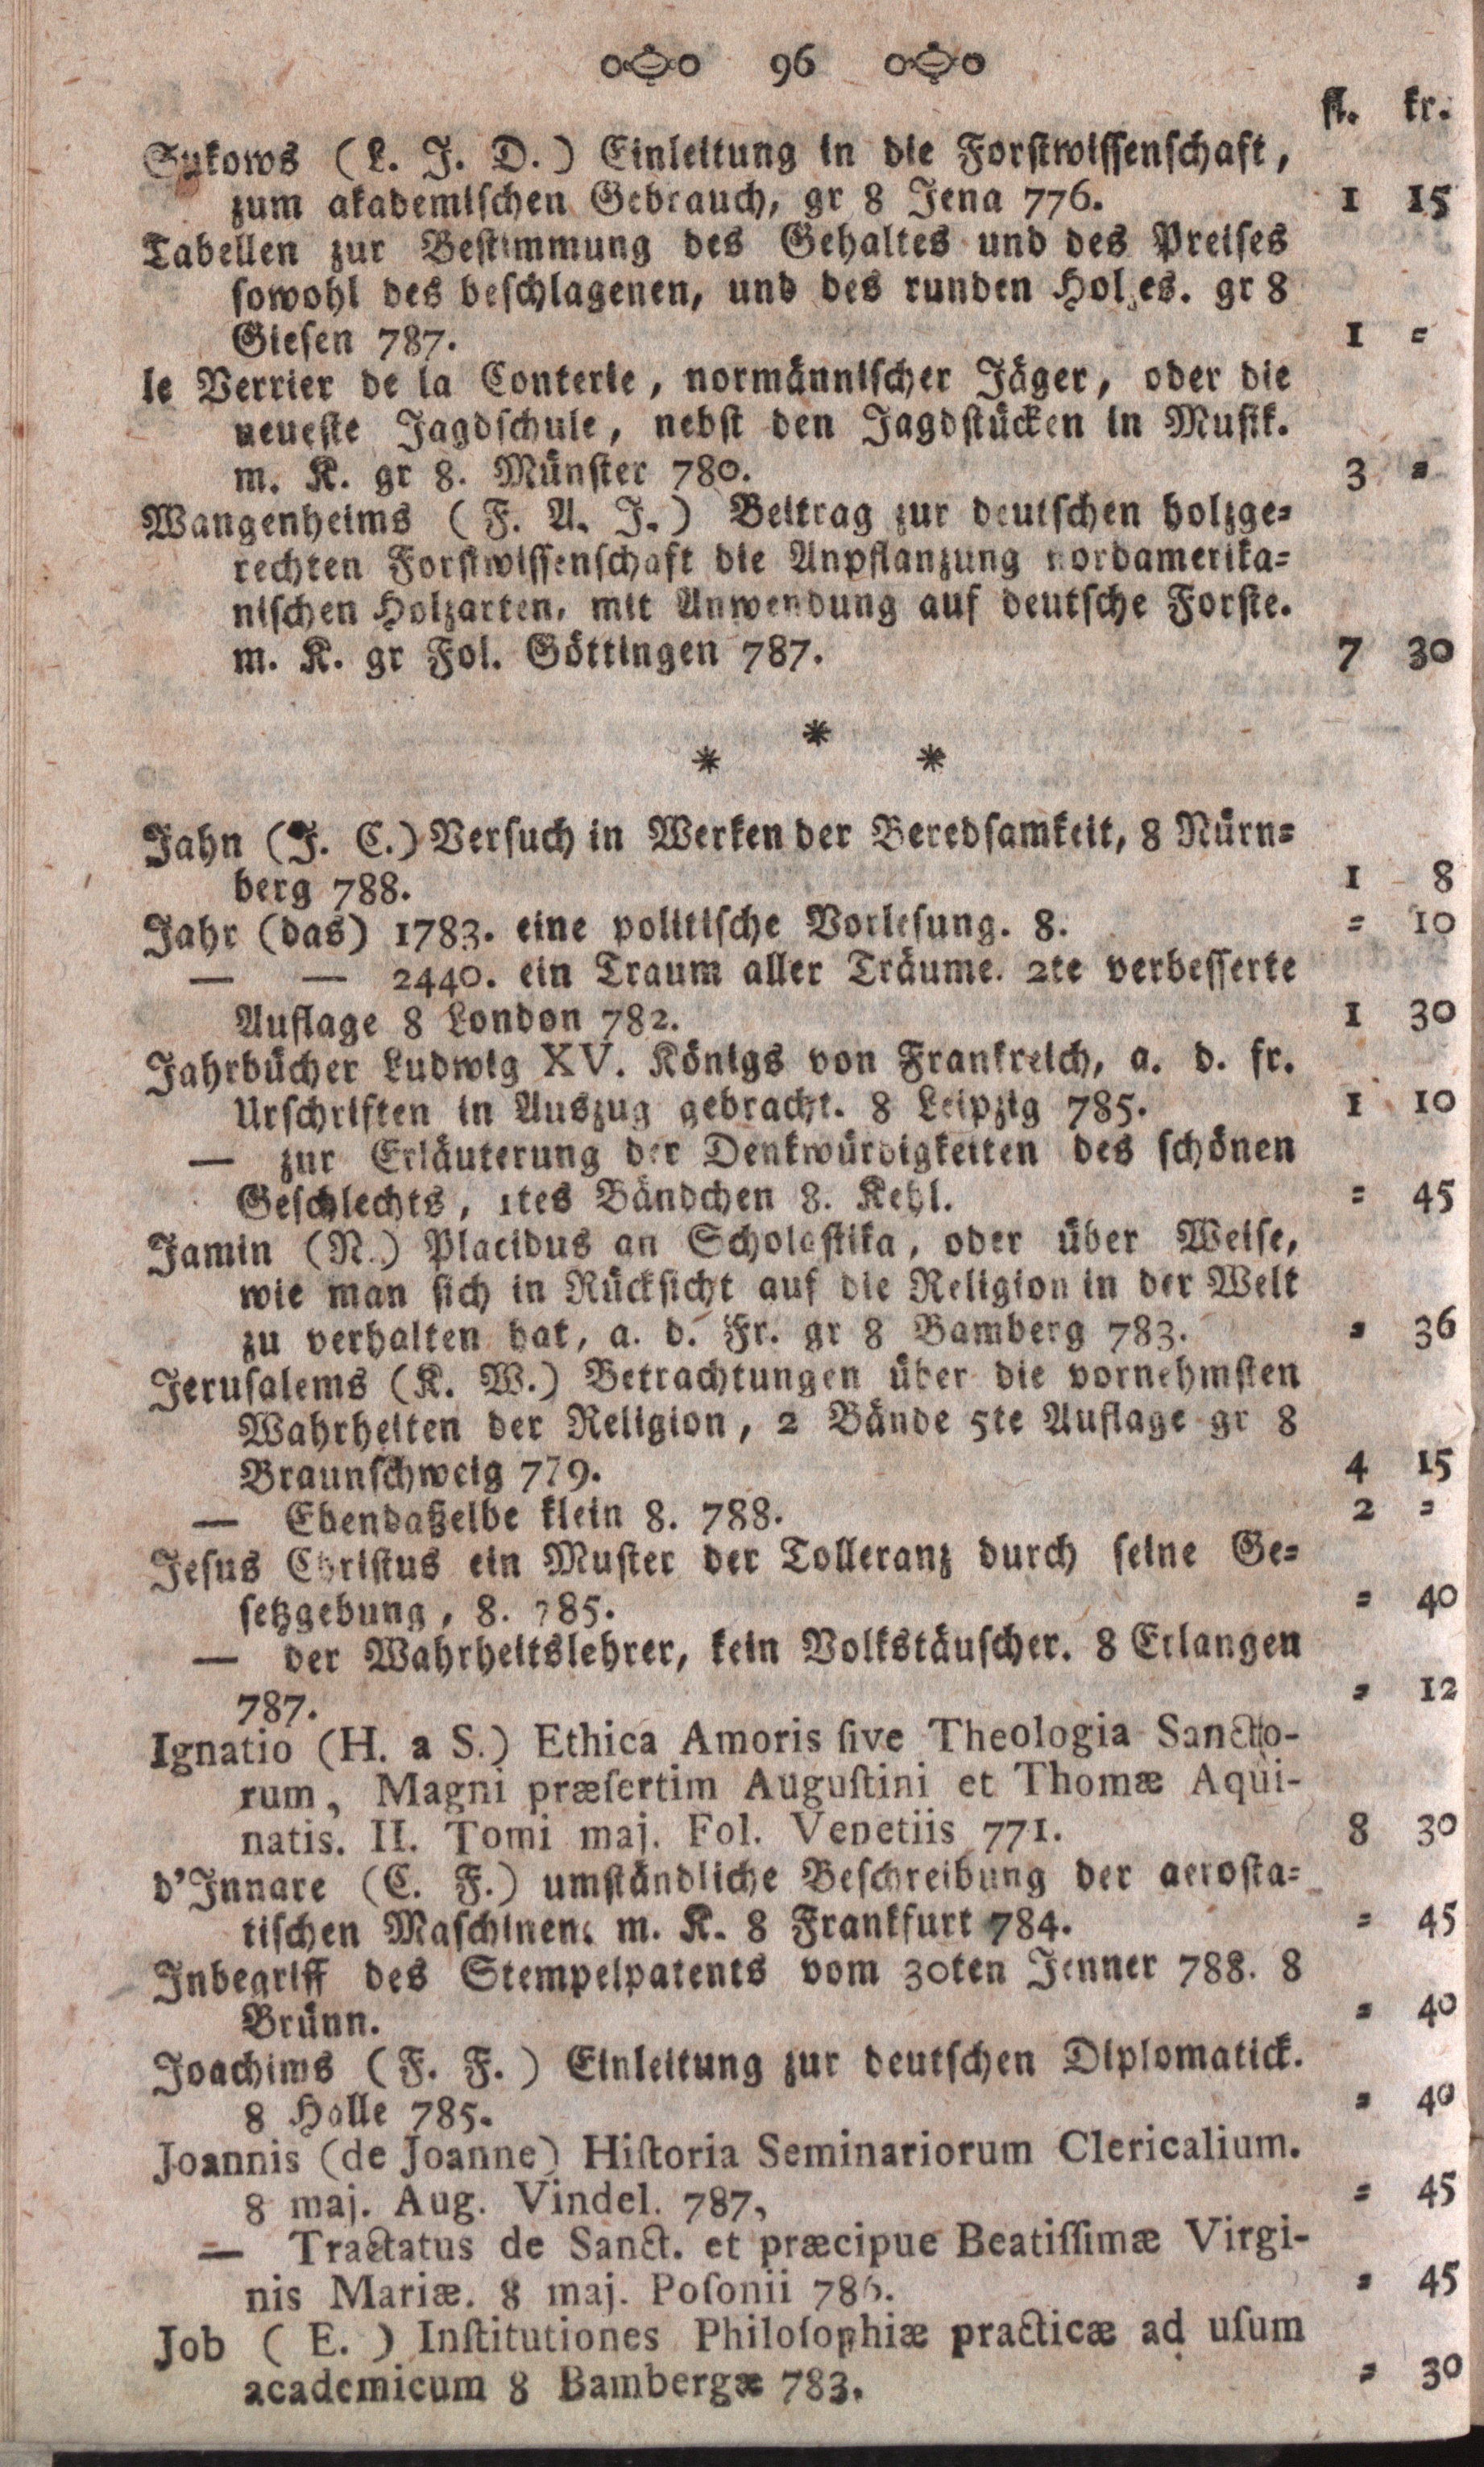 96
fl. kr.
Sukows (L. J. D.) Einleitung in die Forstwissenschaft,
zum akademischen Gebrauch, gr 8 Jena 776. 1 15
Tabellen zur Bestimmung des Gehaltes und des Preises
sowohl des beschlagenen, und des runden Holzes. gr 8
Giesen 787. 1 =
le Verrier de la Conterie, normännischer Jäger, oder die
neueste Jagdschule, nebst den Jagdstücken in Musik.
m. K. gr 8. Münster 780. 3 =
Wangenheims (F. A. J.) Beitrag zur deutschen holzge=
rechten Forstwissenschaft die Anpflanzung nordamerika=
nischen Holzarten, mit Anwendung auf deutsche Forste.
m. K. gr Fol. Göttingen 787. 7 30
* * *
Jahn (J. C.) Versuch in Werken der Beredsamkeit, 8 Nürn=
berg 788. 1 8
Jahr (das) 1783. eine politische Vorlesung. 8. = 10
— — 2440. ein Traum aller Träume. 2te verbesserte
Auflage 8 London 782. 1 30
Jahrbücher Ludwig XV. Königs von Frankreich, a. d. fr.
Urschriften in Auszug gebracht. 8 Leipzig 785. 1 10
— zur Erläuterung der Denkwürdigkeiten des schönen
Geschlechts, 1tes Bändchen 8. Kehl. = 45
Jamin (N.) Placidus an Scholastika, oder über Weise,
wie man sich in Rücksicht auf die Religion in der Welt
zu verhalten hat, a. d. Fr. gr 8 Bamberg 783. = 36
Jerusalems (K. W.) Betrachtungen über die vornehmsten
Wahrheiten der Religion, 2 Bände 5te Auflage gr 8
Braunschweig 779. 4 15
— Ebendaßelbe klein 8. 788. 2 =
Jesus Christus ein Muster der Tolleranz durch seine Ge=
setzgebung, 8. 785. = 40
— der Wahrheitslehrer, kein Volkstäuscher. 8 Erlangen
787. = 12
Ignatio (H. a S.) Ethica Amoris ſive Theologia Sancto-
rum, Magni præſertim Auguſtini et Thomæ Aqui-
natis. II. Tomi maj. Fol. Venetiis 771. 8 30
d'Innare (C. F.) umständliche Beschreibung der aerosta=
tischen Maschinen. m. K. 8 Frankfurt 784. = 45
Inbegriff des Stempelpatents vom 30ten Jenner 788. 8
Brünn. = 40
Joachims (F. F.) Einleitung zur deutschen Diplomatick.
8 Halle 785. = 40
Joannis (de Joanne) Hiſtoria Seminariorum Clericalium.
8 maj. Aug. Vindel. 787, = 45
— Tractatus de Sanct. et præcipue Beatiſſimæ Virgi-
nis Mariæ. 8 maj. Poſonii 786. = 45
Job (E.) Inſtitutiones Philoſophiæ practicæ ad uſum
academicum 8 Bambergæ 783. = 30